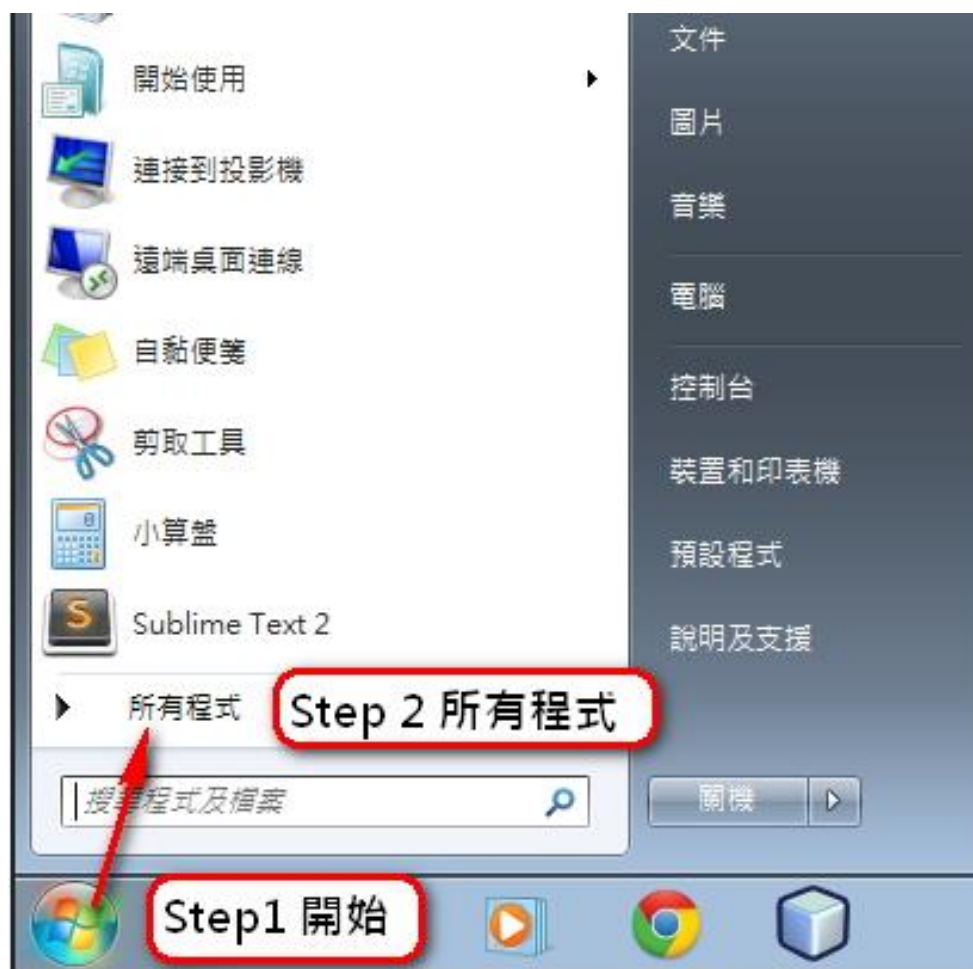 開始使用
連接到投影機
遠端桌面連線
自黏便箋
剪取工具
小算盤
Sublime Text 2
所有程式
Step 2 所有程式
搜尋程式及檔案
Step1 開始
文件
圖片
音樂
電腦
控制台
裝置和印表機
預設程式
說明及支援
關機